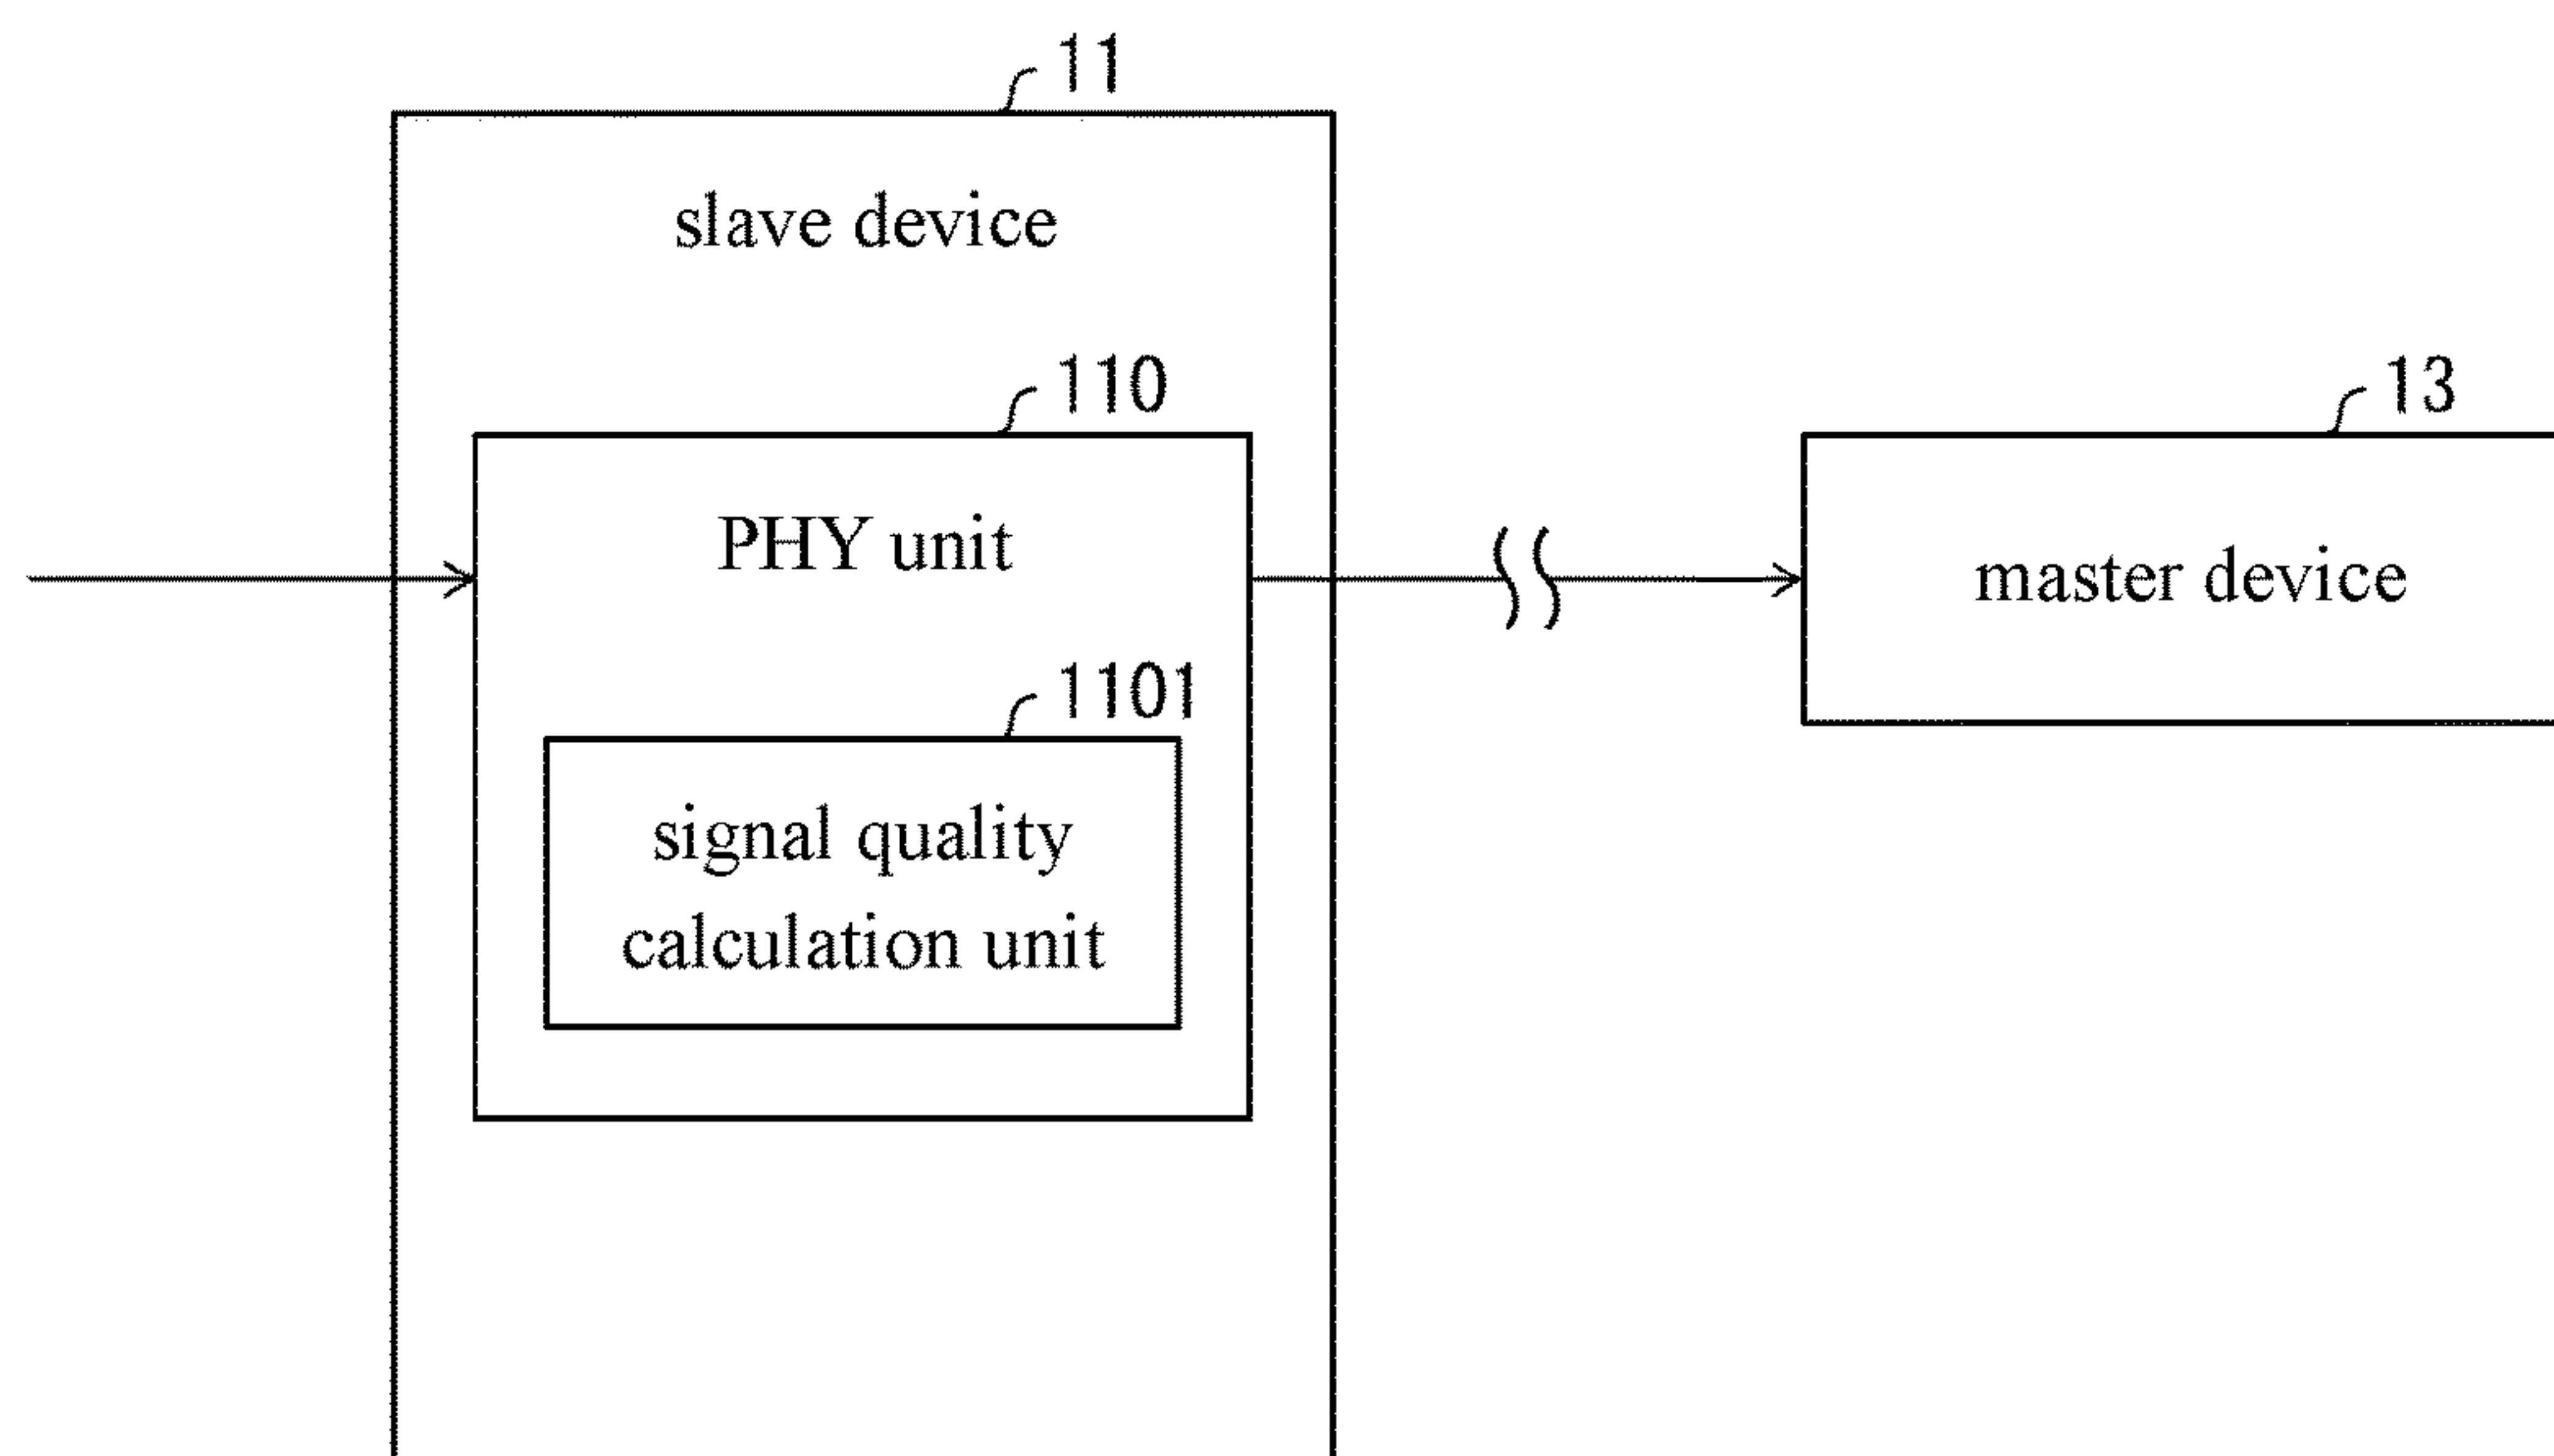 11
slave device
110
PHY unit
1101
signal quality
calculation unit
13
master device